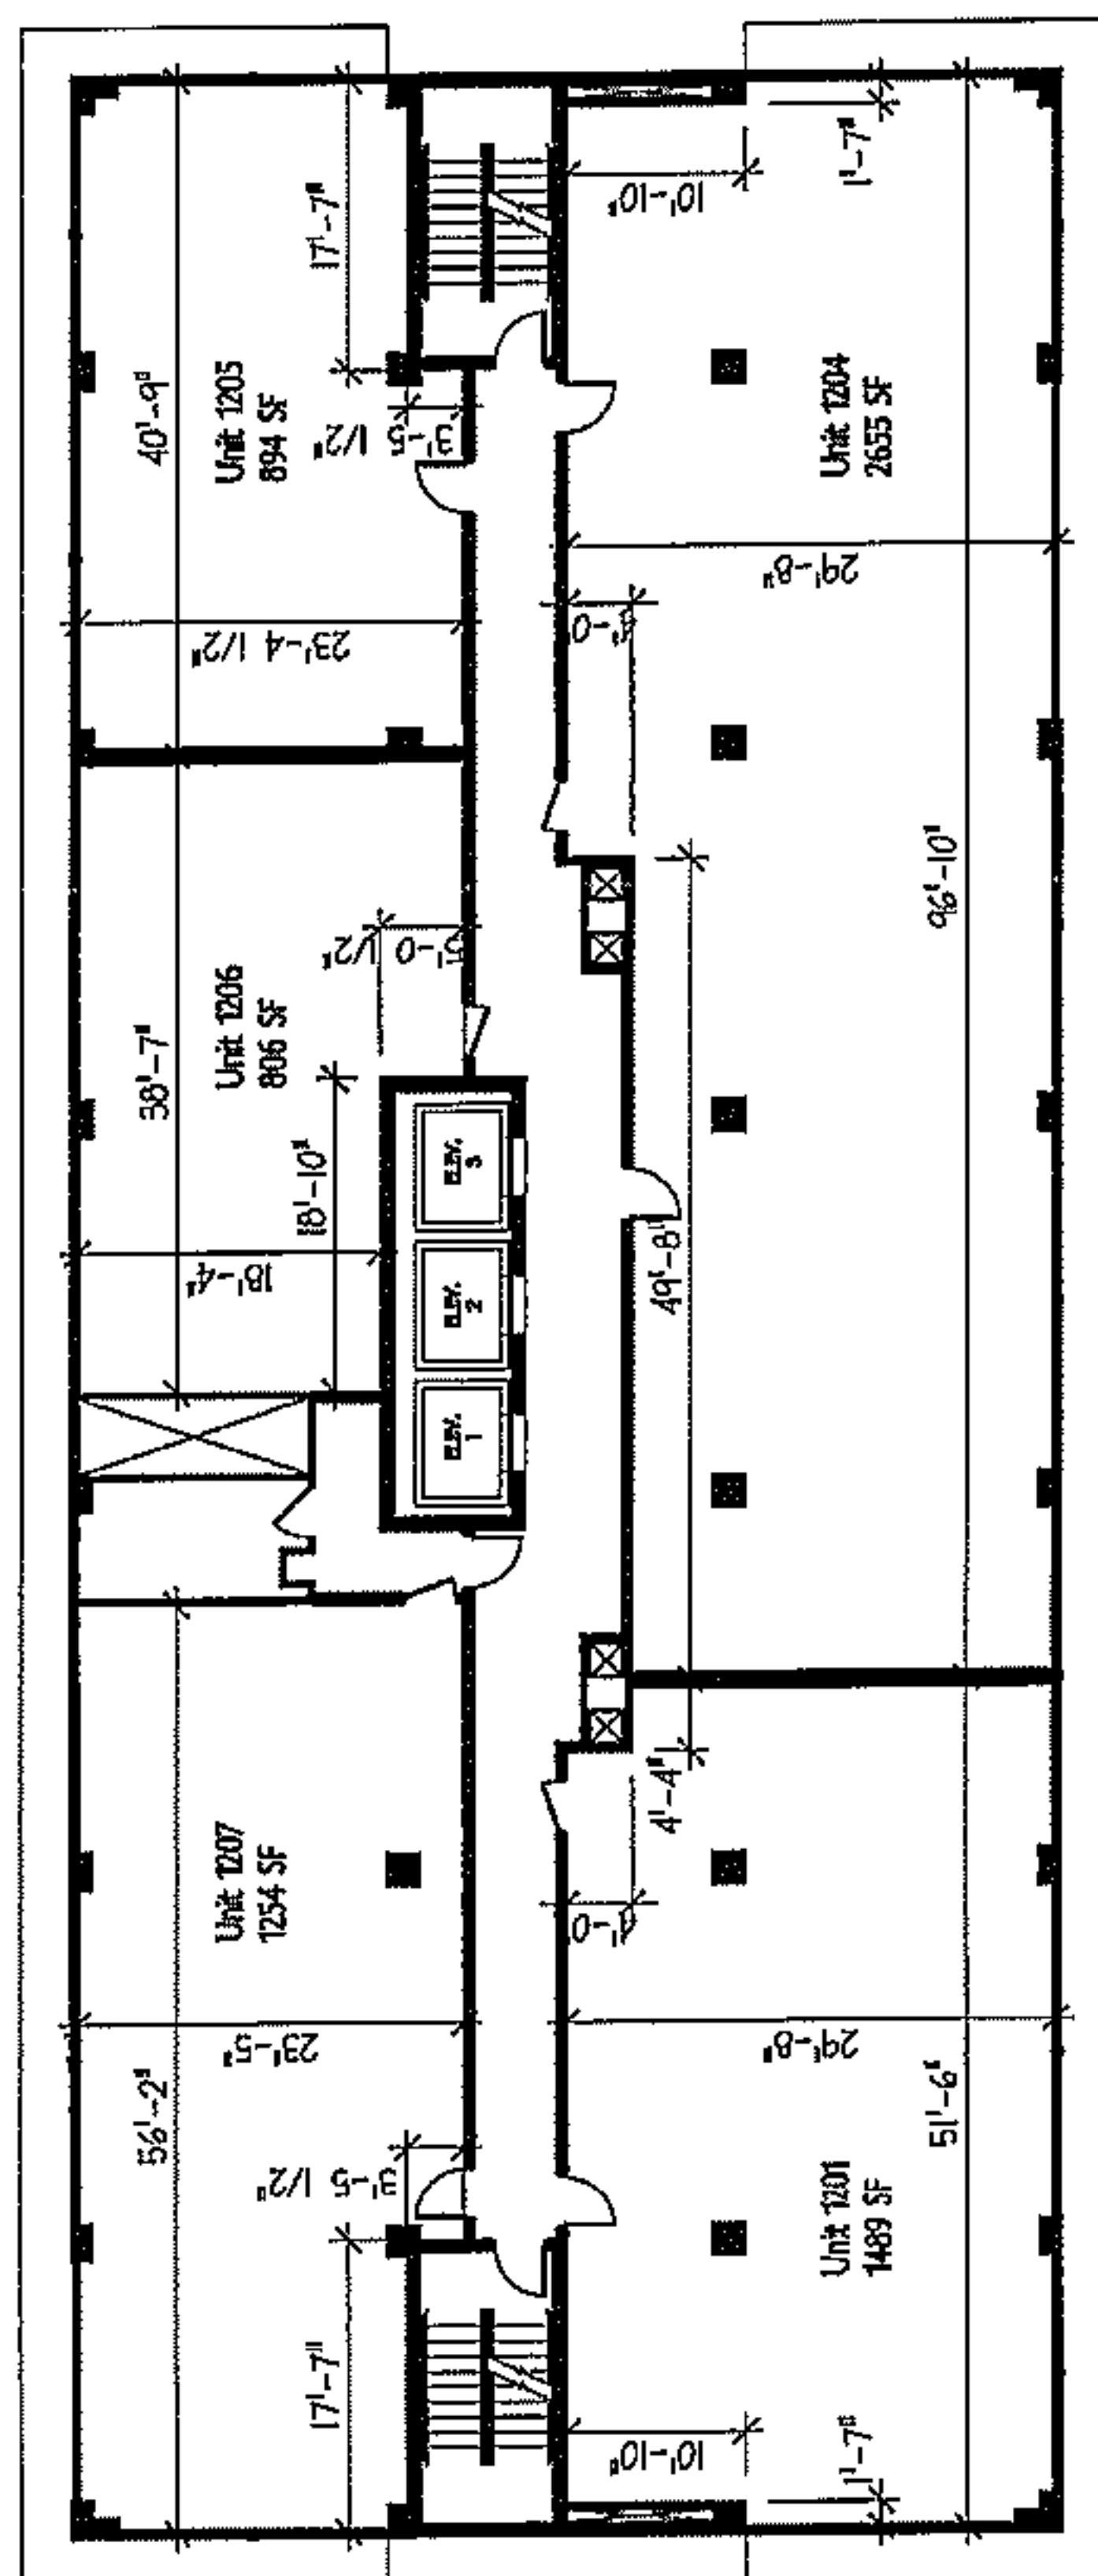 17'-7"
1'-7"
10'-10"
40'-9"
Unit 1205
894 SF
3'-5 1/2"
Unit 1204
2655 SF
29'-8"
4'-0"
23'-4 1/2"
96'-10"
5'-0 1/2"
Unit 1206
806 SF
38'-7"
18'-10"
ELEV.
3
18'-4"
49'-8"
ELEV.
2
ELEV.
1
4'-4"
Unit 1207
1254 SF
4'-0"
23'-5"
29'-8"
56'-2"
51'-6"
3'-5 1/2"
Unit 1201
1489 SF
17'-7"
10'-10"
1'-7"